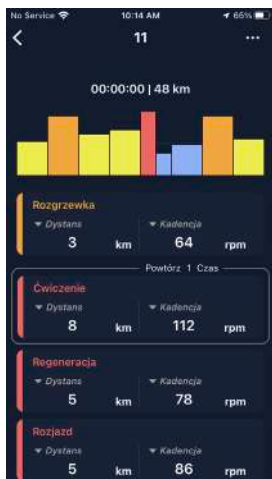 No Service 10:14 AM 66%
11
00:00:00 | 48 km
Rozgrzewka
Dystans Kadencja
3 km 64 rpm
Powtórz 1 Czas
Ćwiczenie
Dystans Kadencja
8 km 112 rpm
Regeneracja
Dystans Kadencja
5 km 78 rpm
Rozjazd
Dystans Kadencja
5 km 86 rpm